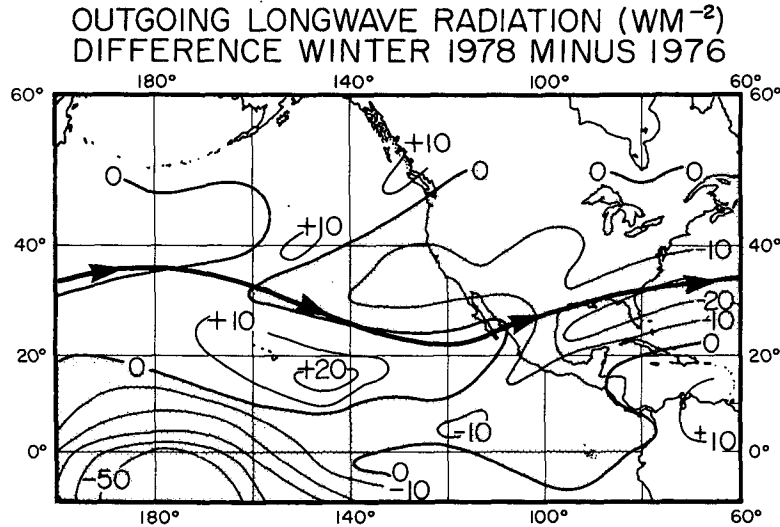 OUTGOING LONGWAVE RADIATION (WM⁻²)
DIFFERENCE WINTER 1978 MINUS 1976
180° 140° 100° 60°
60° 60°
+10
0 0 0 0
+10
40° -10 40°
+10 20
-10
20° 0 +20 0 20°
-10 +10
0° 0 0°
-50 -10
180° 140° 100° 60°